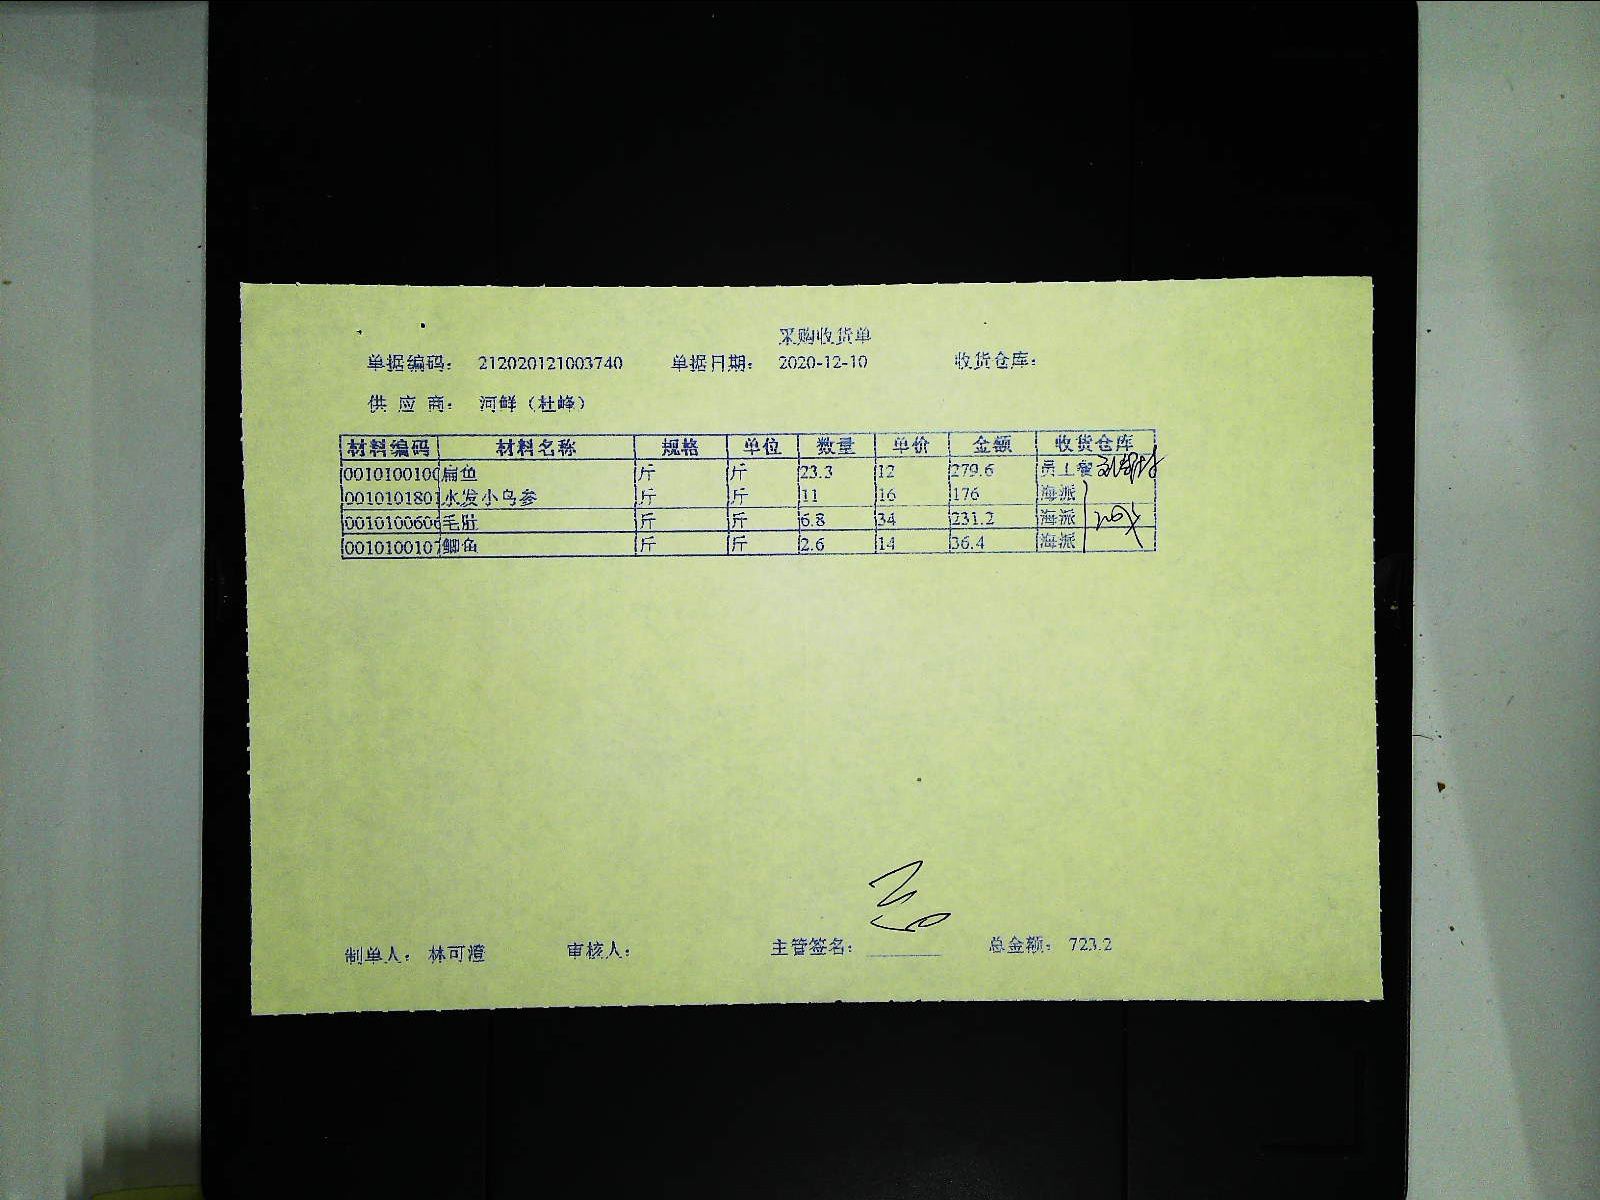 采购收货单
单据编码： 212020121003740 单据日期： 2020-12-10 收货仓库：
供 应 商： 河鲜（杜峰）
材料编码 材料名称 规格 单位 数量 单价 金额 收货仓库
0010100100 扁鱼 斤 斤 23.3 12 279.6 员工餐
0010101801 水发小乌参 斤 斤 11 16 176 海派
0010100606 毛肚 斤 斤 6.8 34 231.2 海派
0010100107 鲫鱼 斤 斤 2.6 14 36.4 海派
制单人： 林可澄 审核人： 主管签名： 总金额： 723.2